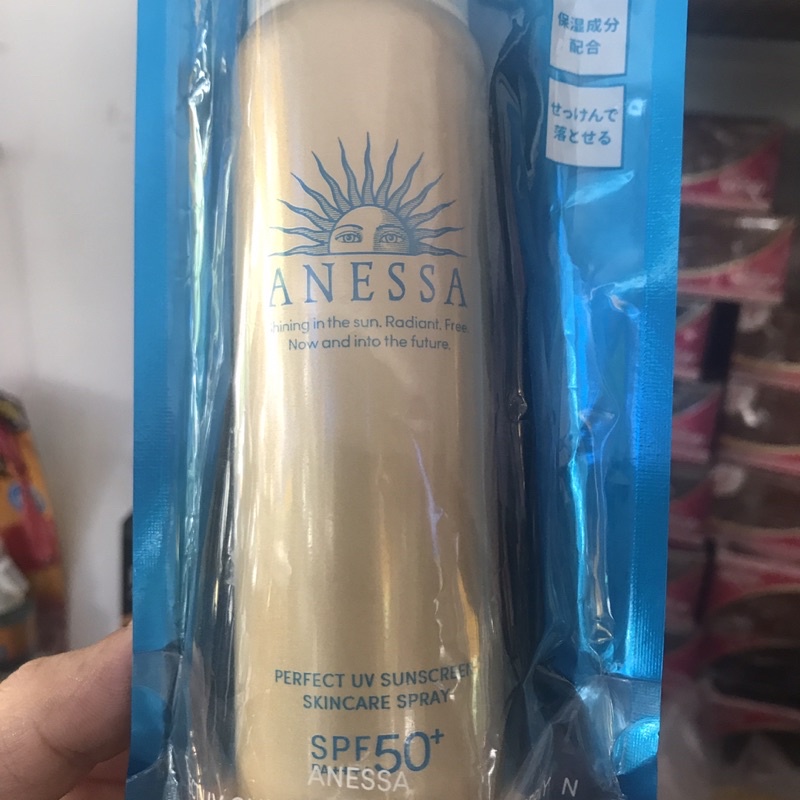 保湿成分
配合
せっけんで
落とせる
ANESSA
Shining in the sun. Radiant. Free.
Now and into the future.
PERFECT UV SUNSCREEN
SKINCARE SPRAY
SPF50+
ANESSA